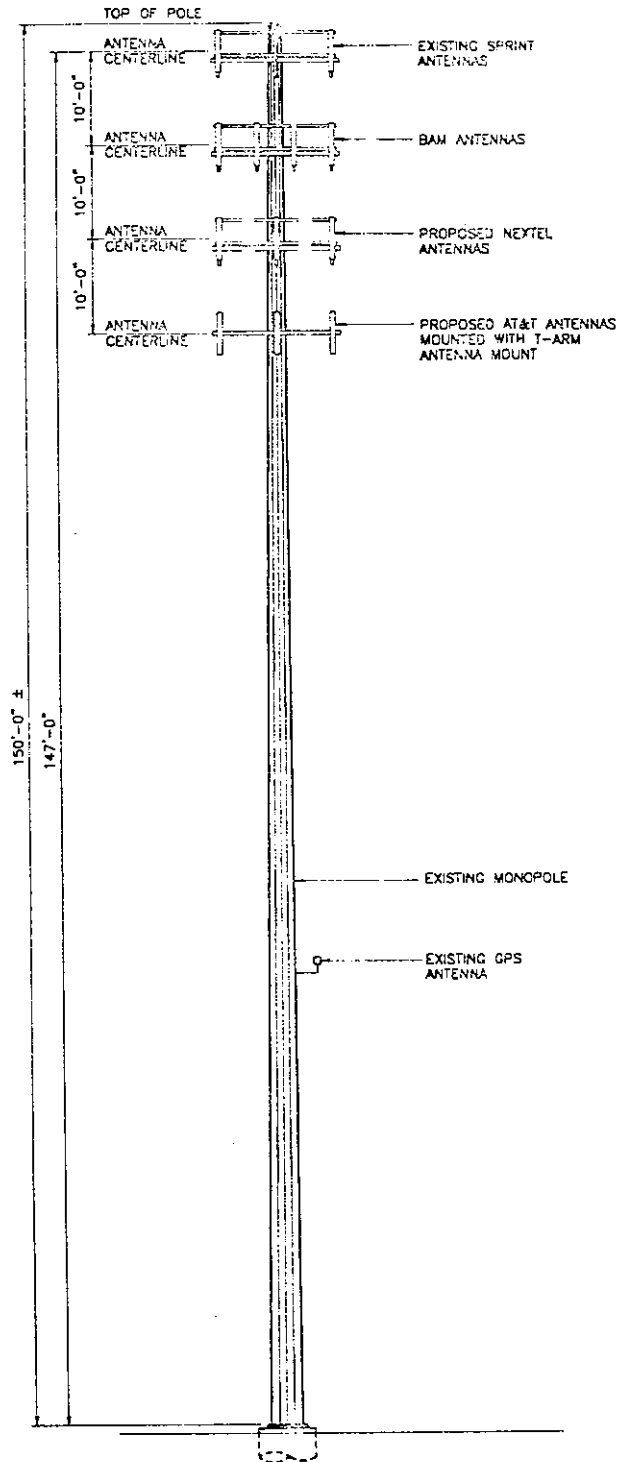 TOP OF POLE
ANTENNA
CENTERLINE
EXISTING SPRINT
ANTENNAS
10'-0"
ANTENNA
CENTERLINE
BAM ANTENNAS
10'-0"
ANTENNA
CENTERLINE
PROPOSED NEXTEL
ANTENNAS
10'-0"
ANTENNA
CENTERLINE
PROPOSED AT&T ANTENNAS
MOUNTED WITH T-ARM
ANTENNA MOUNT
150'-0" ±
147'-0"
EXISTING MONOPOLE
EXISTING GPS
ANTENNA